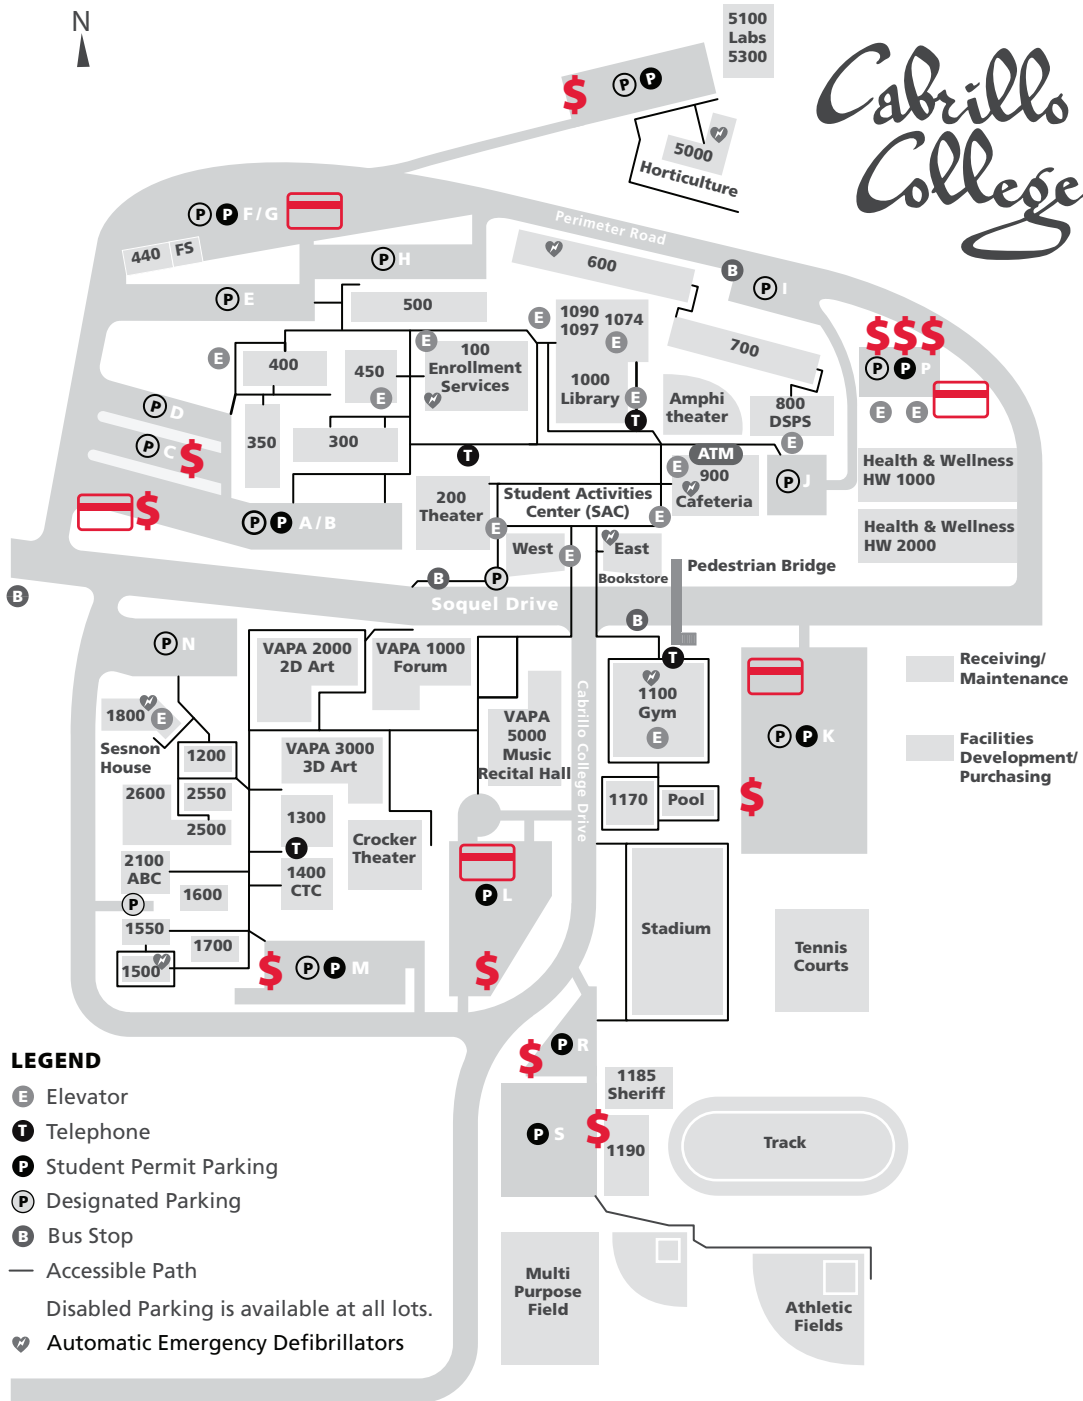 N
5100
Labs
5300
Cabrillo
College
P P
5000
Horticulture
P P F/G
Perimeter Road
440 FS
P H
600
B
P I
P E
500
1090
1097
1074
E
E
700
E
400
450
E
E
100
Enrollment
Services
1000
Library
E
T
Amphi
theater
800
DSPS
E
P P P
E E
P D
P C
350
300
T
ATM
E
900
Cafeteria
P J
Health & Wellness
HW 1000
P P A/B
200
Theater
Student Activities
Center (SAC)
E
E
Health & Wellness
HW 2000
West
E
East
Bookstore
Pedestrian Bridge
B
B
P
Soquel Drive
B
P N
VAPA 2000
2D Art
VAPA 1000
Forum
T
1100
Gym
E
Cabrillo College Drive
Receiving/
Maintenance
1800 E
Sesnon
House
1200
VAPA 3000
3D Art
VAPA
5000
Music
Recital Hall
P P K
Facilities
Development/
Purchasing
2600
2550
2500
1300
T
1400
CTC
Crocker
Theater
1170
Pool
2100
ABC
P
1600
P L
1550
1700
1500
P P M
Stadium
Tennis
Courts
P R
1185
Sheriff
P S
1190
Track
Multi
Purpose
Field
Athletic
Fields
$
$
$
$
$
$
$
$
$
$
$
$
LEGEND
E Elevator
T Telephone
P Student Permit Parking
P Designated Parking
B Bus Stop
Accessible Path
Disabled Parking is available at all lots.
Automatic Emergency Defibrillators